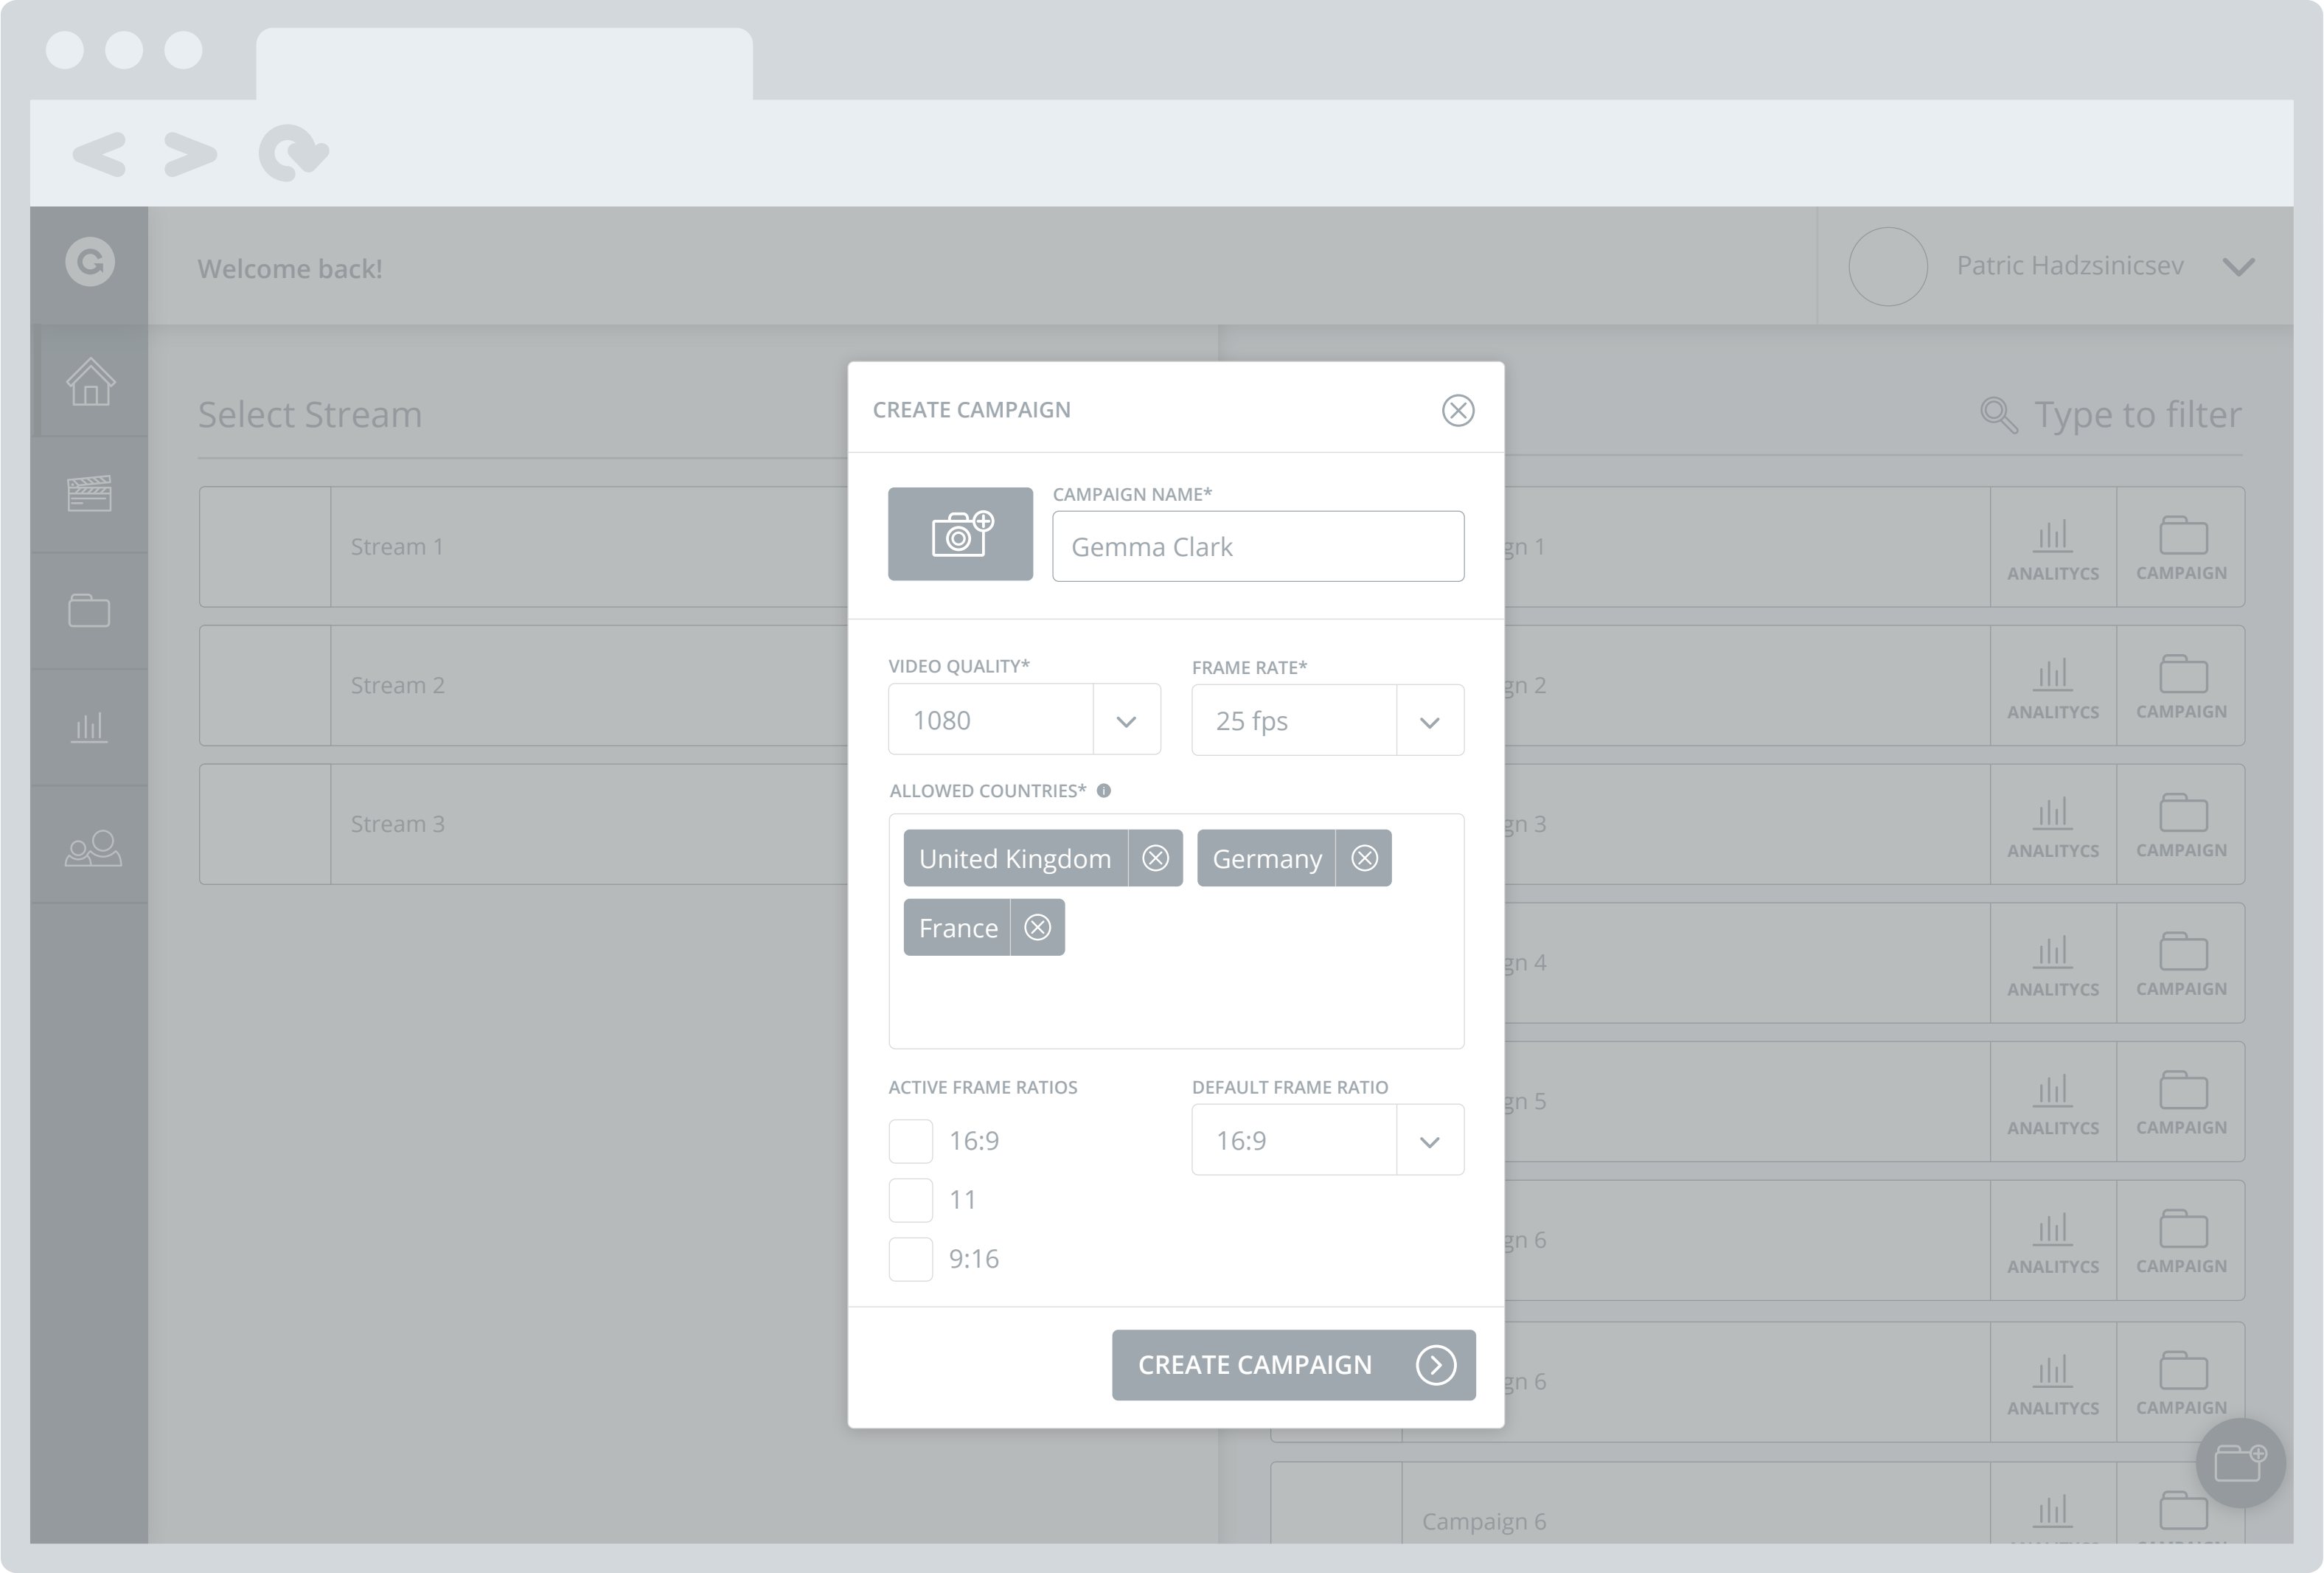 Welcome back!
Patric Hadzsinicsev
Select Stream
Type to filter
Stream 1
Stream 2
Stream 3
CREATE CAMPAIGN
CAMPAIGN NAME*
Gemma Clark
VIDEO QUALITY*
FRAME RATE*
1080
25 fps
ALLOWED COUNTRIES*
United Kingdom
Germany
France
ACTIVE FRAME RATIOS
DEFAULT FRAME RATIO
16:9
16:9
11
9:16
CREATE CAMPAIGN
gn 1
ANALITYCS
CAMPAIGN
gn 2
ANALITYCS
CAMPAIGN
gn 3
ANALITYCS
CAMPAIGN
gn 4
ANALITYCS
CAMPAIGN
gn 5
ANALITYCS
CAMPAIGN
gn 6
ANALITYCS
CAMPAIGN
gn 6
ANALITYCS
CAMPAIGN
Campaign 6